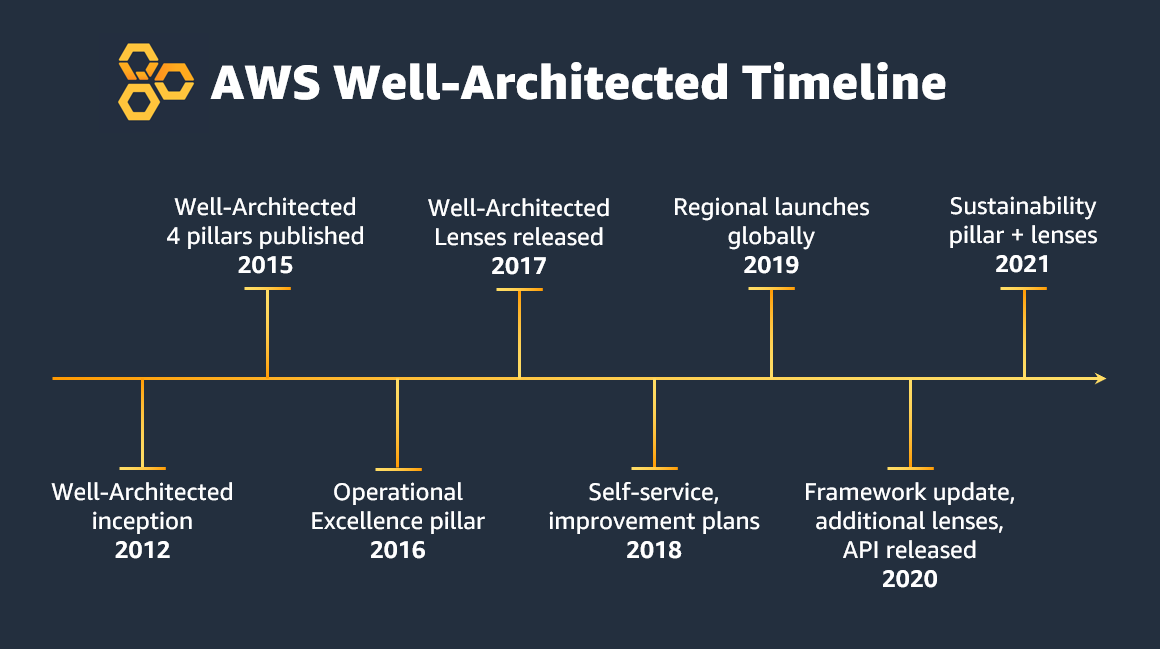 AWS Well-Architected Timeline
Well-Architected
4 pillars published
2015
Well-Architected
Lenses released
2017
Regional launches
globally
2019
Sustainability
pillar + lenses
2021
Well-Architected
inception
2012
Operational
Excellence pillar
2016
Self-service,
improvement plans
2018
Framework update,
additional lenses,
API released
2020